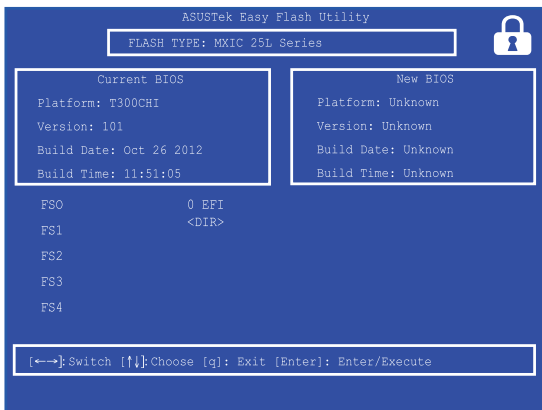 ASUSTek Easy Flash Utility
FLASH TYPE: MXIC 25L Series
Current BIOS
Platform: T300CHI
Version: 101
Build Date: Oct 26 2012
Build Time: 11:51:05
New BIOS
Platform: Unknown
Version: Unknown
Build Date: Unknown
Build Time: Unknown
FSO 0 EFI
<DIR>
FS1
FS2
FS3
FS4
[←→]: Switch [↑↓]: Choose [q]: Exit [Enter]: Enter/Execute